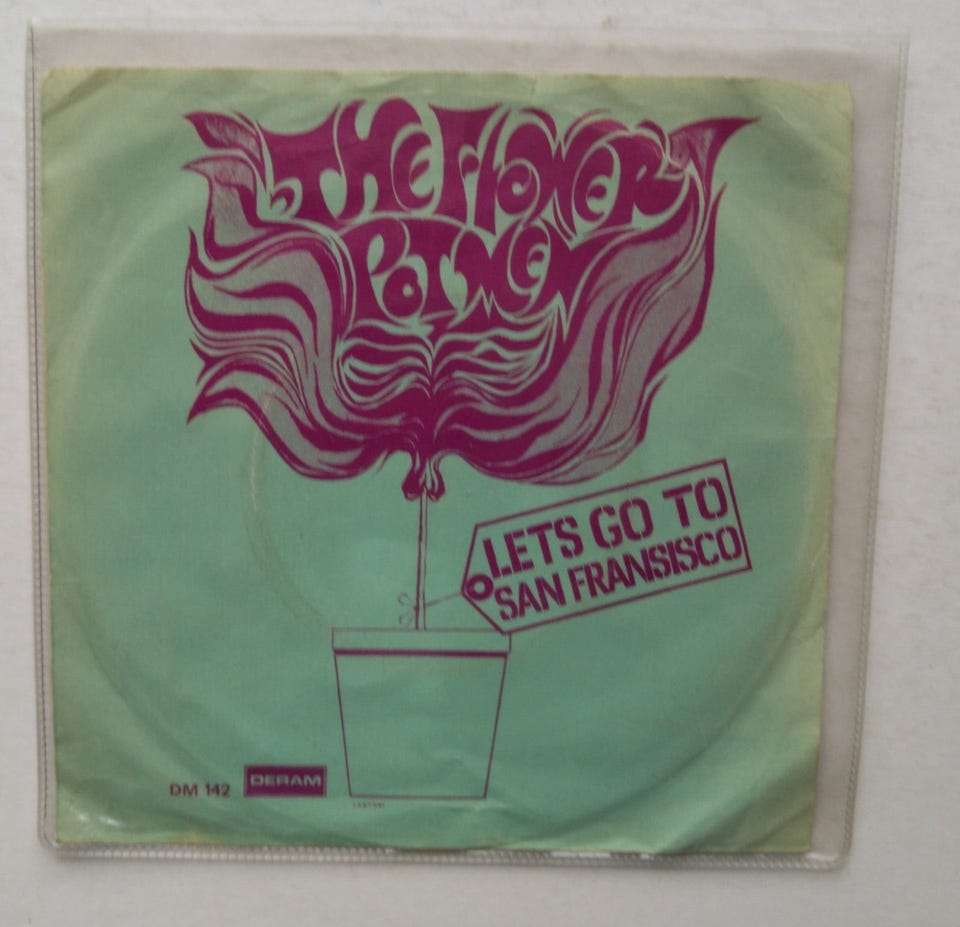 THE FLOWER
POT MEN
LETS GO TO
SAN FRANSISCO
DM 142 DERAM